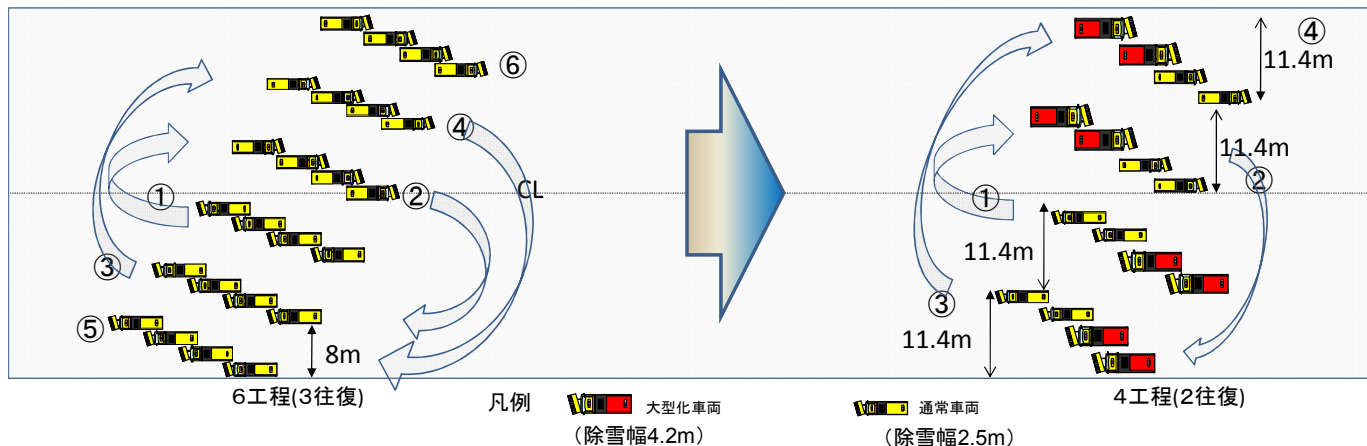 ⑥
④
②
CL
①
③
⑤
8m
6工程(3往復)
④
11.4m
11.4m
②
①
11.4m
③
11.4m
4工程(2往復)
凡例
大型化車両
(除雪幅4.2m)
通常車両
(除雪幅2.5m)